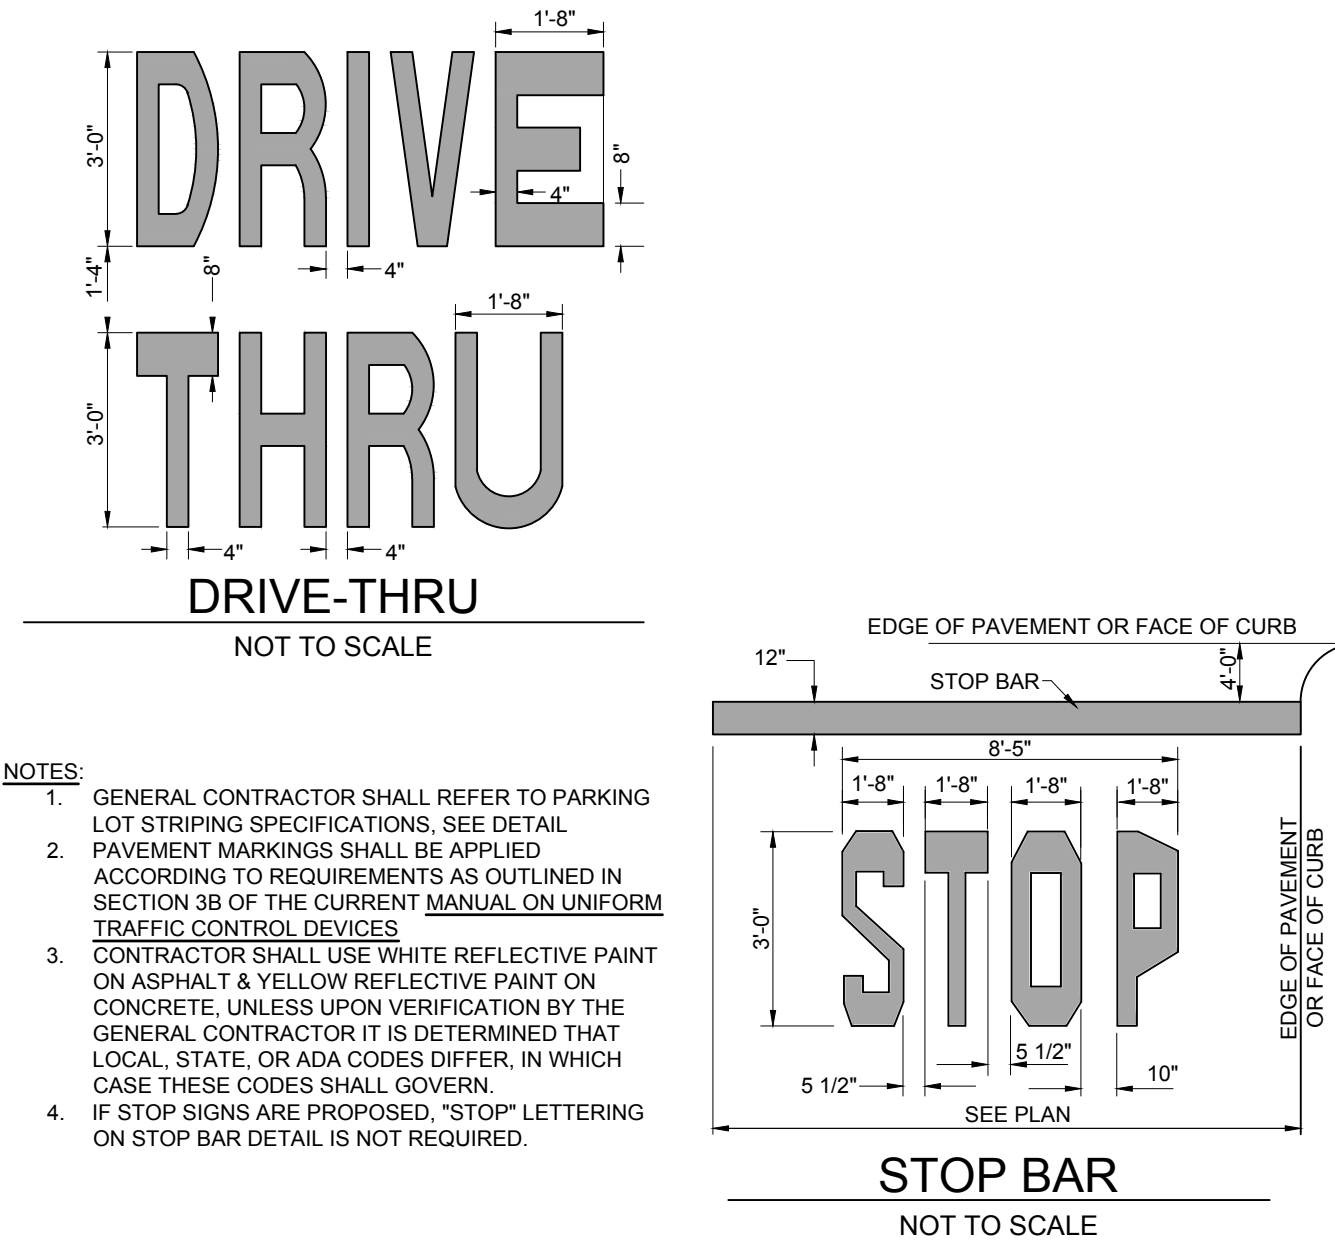 1'-8"
DRIVE
3'-0"
8"
4"
4"
1'-4"
8"
1'-8"
THRU
3'-0"
4"
4"
DRIVE-THRU
NOT TO SCALE
NOTES:
1. GENERAL CONTRACTOR SHALL REFER TO PARKING
LOT STRIPING SPECIFICATIONS, SEE DETAIL
2. PAVEMENT MARKINGS SHALL BE APPLIED
ACCORDING TO REQUIREMENTS AS OUTLINED IN
SECTION 3B OF THE CURRENT MANUAL ON UNIFORM
TRAFFIC CONTROL DEVICES
3. CONTRACTOR SHALL USE WHITE REFLECTIVE PAINT
ON ASPHALT & YELLOW REFLECTIVE PAINT ON
CONCRETE, UNLESS UPON VERIFICATION BY THE
GENERAL CONTRACTOR IT IS DETERMINED THAT
LOCAL, STATE, OR ADA CODES DIFFER, IN WHICH
CASE THESE CODES SHALL GOVERN.
4. IF STOP SIGNS ARE PROPOSED, "STOP" LETTERING
ON STOP BAR DETAIL IS NOT REQUIRED.
EDGE OF PAVEMENT OR FACE OF CURB
12"
STOP BAR
4'-0"
8'-5"
1'-8" 1'-8" 1'-8" 1'-8"
STOP
3'-0"
EDGE OF PAVEMENT
OR FACE OF CURB
5 1/2"
5 1/2"
10"
SEE PLAN
STOP BAR
NOT TO SCALE